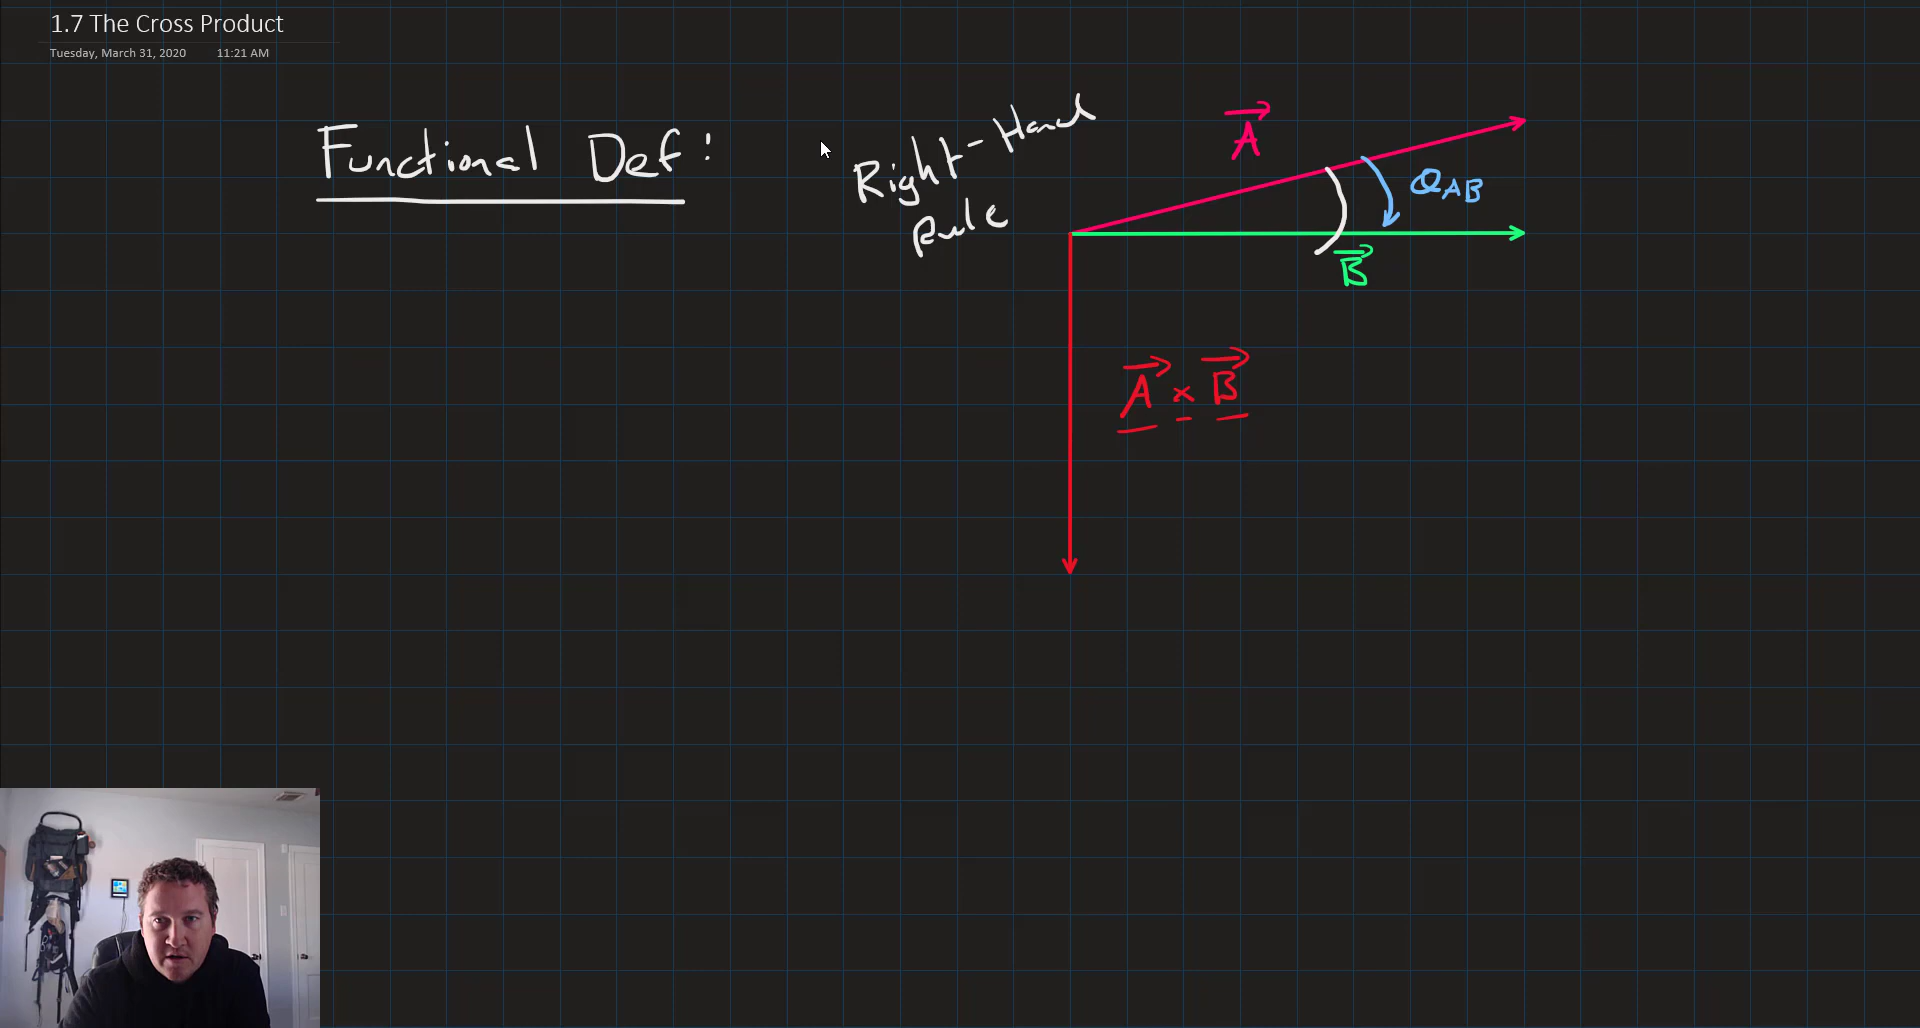 1.7 The Cross Product
Tuesday, March 31, 2020 11:21 AM
Functional Def:
Right-Hand
Rule
A
θAB
B
A × B